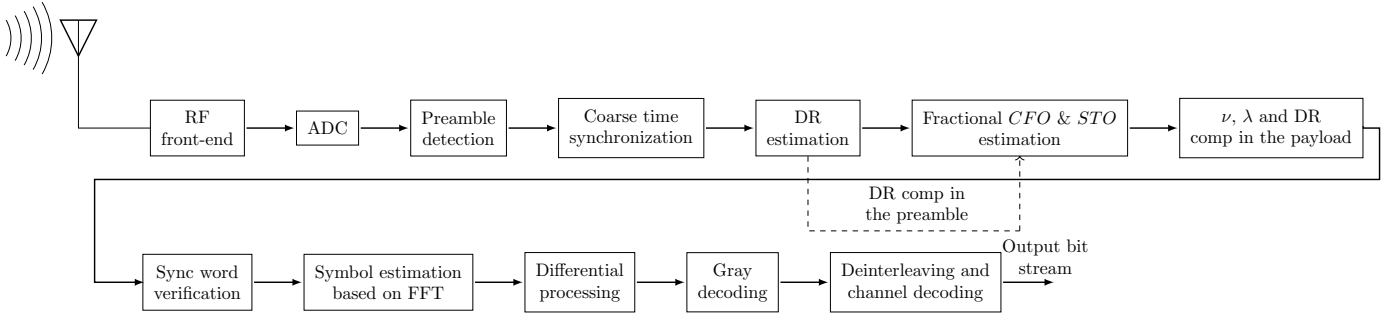 RF
front-end
ADC
Preamble
detection
Coarse time
synchronization
DR
estimation
Fractional CFO & STO
estimation
ν, λ and DR
comp in the payload
DR comp in
the preamble
Sync word
verification
Symbol estimation
based on FFT
Differential
processing
Gray
decoding
Deinterleaving and
channel decoding
Output bit
stream